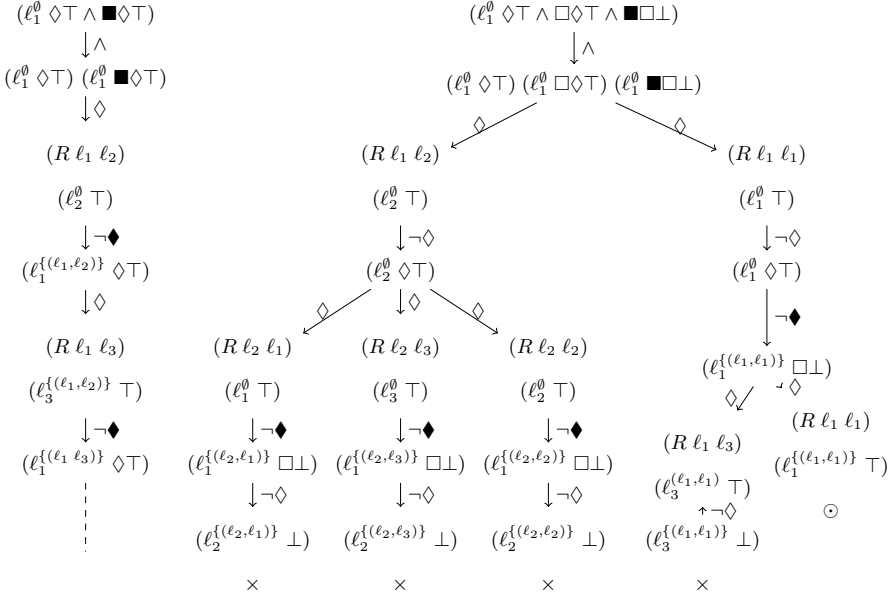 (ℓ₁^∅ ◇⊤ ∧ ■◇⊤)
∧
(ℓ₁^∅ ◇⊤) (ℓ₁^∅ ■◇⊤)
◇
(R ℓ₁ ℓ₂)
(ℓ₂^∅ ⊤)
¬◆
(ℓ₁^{(ℓ₁,ℓ₂)} ◇⊤)
◇
(R ℓ₁ ℓ₃)
(ℓ₃^{(ℓ₁,ℓ₂)} ⊤)
¬◆
(ℓ₁^{(ℓ₁ ℓ₃)} ◇⊤)
(ℓ₁^∅ ◇⊤ ∧ □◇⊤ ∧ ■□⊥)
∧
(ℓ₁^∅ ◇⊤) (ℓ₁^∅ □◇⊤) (ℓ₁^∅ ■□⊥)
◇ ◇
(R ℓ₁ ℓ₂)
(ℓ₂^∅ ⊤)
¬◇
(ℓ₂^∅ ◇⊤)
◇ ◇ ◇
(R ℓ₂ ℓ₁) (R ℓ₂ ℓ₃) (R ℓ₂ ℓ₂)
(ℓ₁^∅ ⊤) (ℓ₃^∅ ⊤) (ℓ₂^∅ ⊤)
¬◆ ¬◆ ¬◆
(ℓ₁^{(ℓ₂,ℓ₁)} □⊥) (ℓ₁^{(ℓ₂,ℓ₃)} □⊥) (ℓ₁^{(ℓ₂,ℓ₂)} □⊥)
¬◇ ¬◇ ¬◇
(ℓ₂^{(ℓ₂,ℓ₁)} ⊥) (ℓ₂^{(ℓ₂,ℓ₃)} ⊥) (ℓ₂^{(ℓ₂,ℓ₂)} ⊥)
× × ×
(R ℓ₁ ℓ₁)
(ℓ₁^∅ ⊤)
¬◇
(ℓ₁^∅ ◇⊤)
¬◆
(ℓ₁^{(ℓ₁,ℓ₁)} □⊥)
◇ ◇
(R ℓ₁ ℓ₃)
(ℓ₃^(ℓ₁,ℓ₁) ⊤)
¬◇
(ℓ₃^{(ℓ₁,ℓ₁)} ⊥)
×
(R ℓ₁ ℓ₁)
(ℓ₁^{(ℓ₁,ℓ₁)} ⊤)
⊙